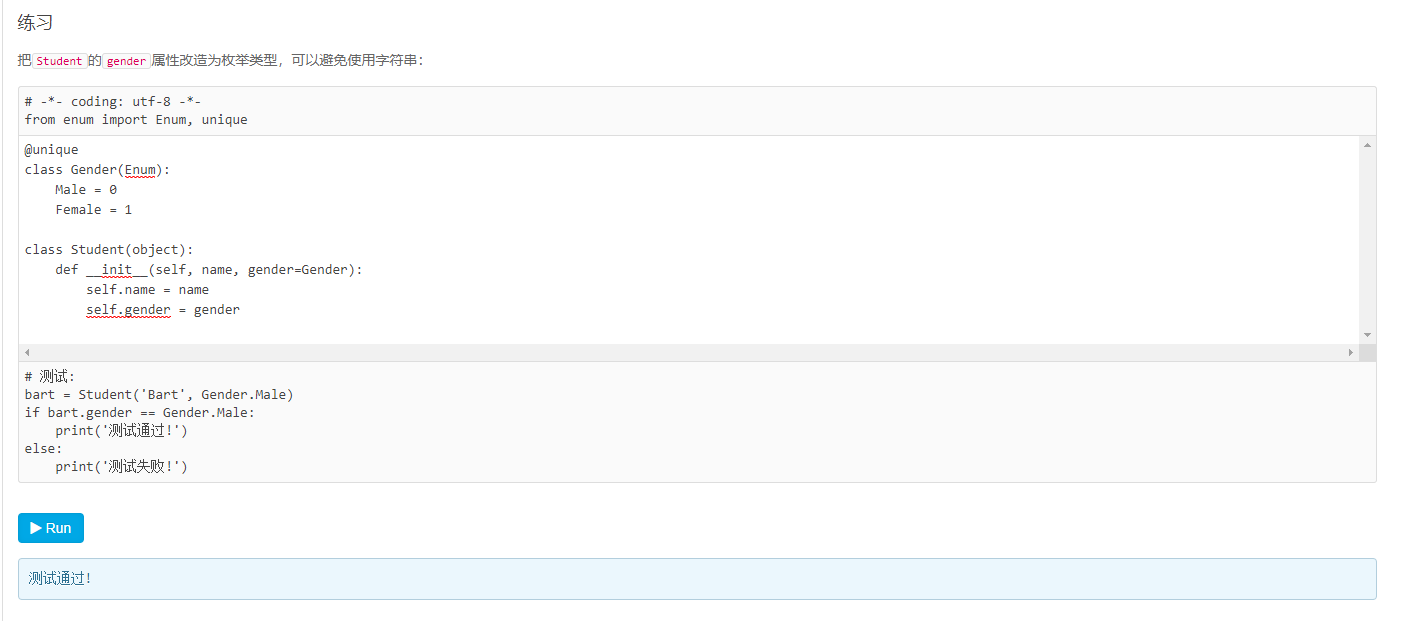 练习
把Student的gender属性改造为枚举类型，可以避免使用字符串：
# -*- coding: utf-8 -*-
from enum import Enum, unique
@unique
class Gender(Enum):
    Male = 0
    Female = 1
class Student(object):
    def __init__(self, name, gender=Gender):
        self.name = name
        self.gender = gender
# 测试:
bart = Student('Bart', Gender.Male)
if bart.gender == Gender.Male:
    print('测试通过!')
else:
    print('测试失败!')
Run
测试通过!